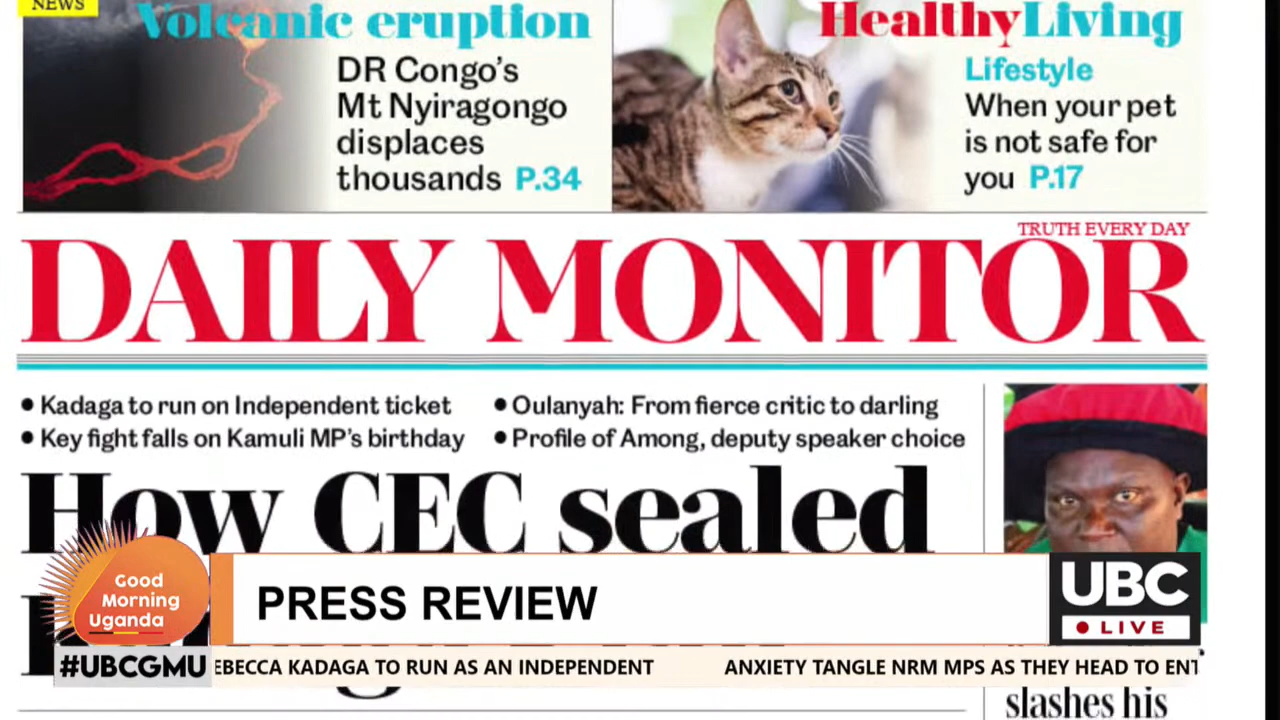 NEWS
Volcanic eruption
DR Congo's
Mt Nyiragongo
displaces
thousands P.34
HealthyLiving
Lifestyle
When your pet
is not safe for
you P.17
TRUTH EVERY DAY
DAILY MONITOR
• Kadaga to run on Independent ticket
• Key fight falls on Kamuli MP's birthday
• Oulanyah: From fierce critic to darling
• Profile of Among, deputy speaker choice
How CEC sealed
slashes his
Good
Morning
Uganda
PRESS REVIEW
UBC
• LIVE
#UBCGMU
EBECCA KADAGA TO RUN AS AN INDEPENDENT ANXIETY TANGLE NRM MPS AS THEY HEAD TO ENT